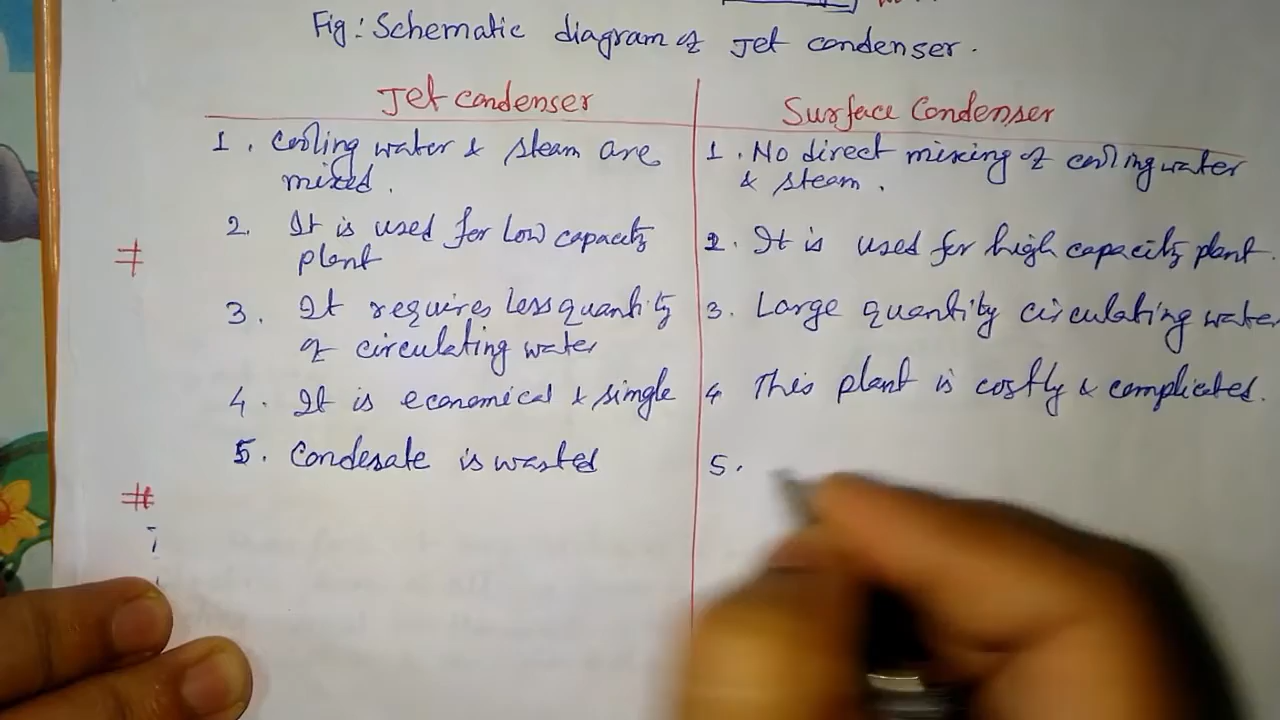 Fig: Schematic diagram of Jet condenser.
Jet condenser
Surface Condenser
1. Cooling water & steam are
mixed.
2. It is used for Low capacity
plant
3. It requires Less quantity
of circulating water
4. It is economical & simple
5. Condesate is wasted
1. No direct mixing of cooling water
& steam.
2. It is used for high capacity plant.
3. Large quantity circulating water
4 This plant is costly & complicated.
5.